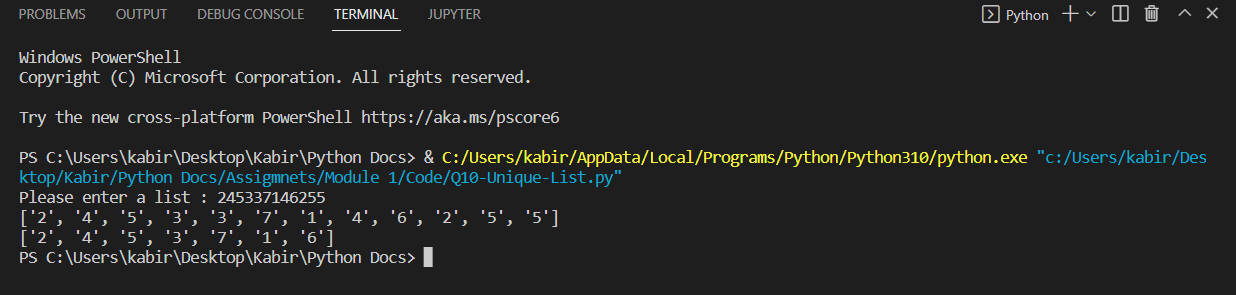 PROBLEMS OUTPUT DEBUG CONSOLE TERMINAL JUPYTER Python
Windows PowerShell
Copyright (C) Microsoft Corporation. All rights reserved.
Try the new cross-platform PowerShell https://aka.ms/pscore6
PS C:\Users\kabir\Desktop\Kabir\Python Docs> & C:/Users/kabir/AppData/Local/Programs/Python/Python310/python.exe "c:/Users/kabir/Des
ktop/Kabir/Python Docs/Assigmnets/Module 1/Code/Q10-Unique-List.py"
Please enter a list : 245337146255
['2', '4', '5', '3', '3', '7', '1', '4', '6', '2', '5', '5']
['2', '4', '5', '3', '7', '1', '6']
PS C:\Users\kabir\Desktop\Kabir\Python Docs>